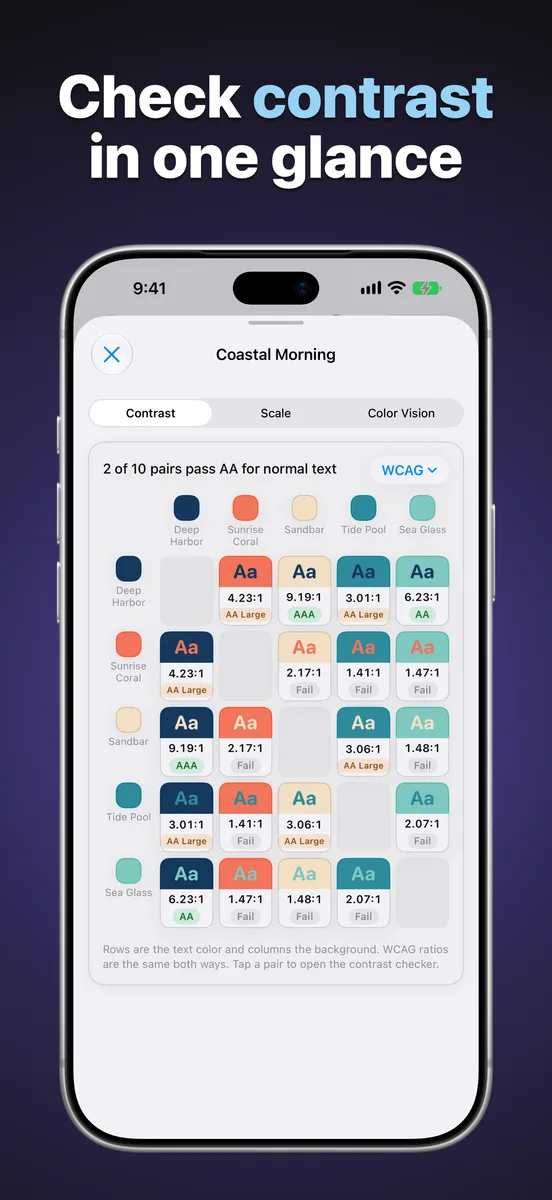 Check contrast
in one glance
9:41
Coastal Morning
Contrast Scale Color Vision
2 of 10 pairs pass AA for normal text WCAG
Deep Harbor Sunrise Coral Sandbar Tide Pool Sea Glass
Deep Harbor
Aa Aa Aa Aa
4.23:1 9.19:1 3.01:1 6.23:1
AA Large AAA AA Large AA
Sunrise Coral
Aa Aa Aa Aa
4.23:1 2.17:1 1.41:1 1.47:1
AA Large Fail Fail Fail
Sandbar
Aa Aa Aa Aa
9.19:1 2.17:1 3.06:1 1.48:1
AAA Fail AA Large Fail
Tide Pool
Aa Aa Aa Aa
3.01:1 1.41:1 3.06:1 2.07:1
AA Large Fail AA Large Fail
Sea Glass
Aa Aa Aa Aa
6.23:1 1.47:1 1.48:1 2.07:1
AA Fail Fail Fail
Rows are the text color and columns the background. WCAG ratios
are the same both ways. Tap a pair to open the contrast checker.